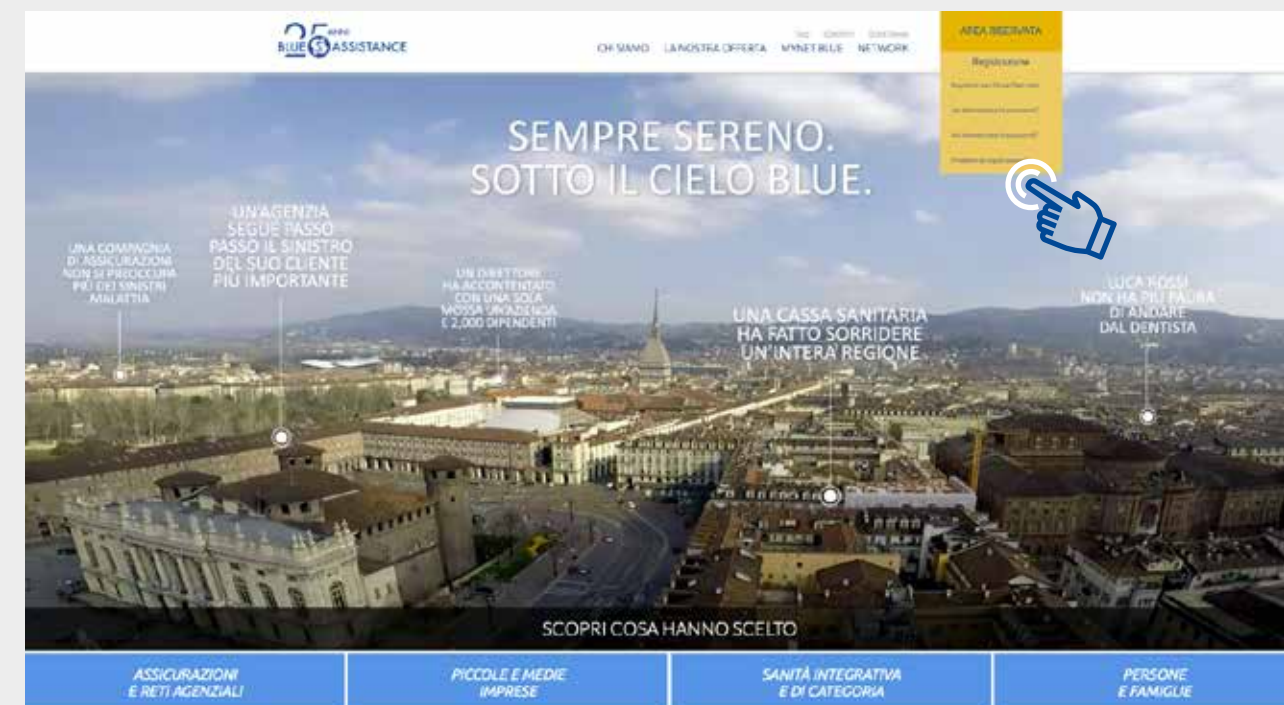 25 ANNI
BLUE ASSISTANCE
CHI SIAMO LA NOSTRA OFFERTA MYNET.BLUE NETWORK
AREA RISERVATA
Registrazione
SEMPRE SERENO.
SOTTO IL CIELO BLUE.
UNA COMPAGNIA
DI ASSICURAZIONI
NON SI PREOCCUPA
PIÙ DEI SINISTRI
MALATTIA
UN'AGENZIA
SEGUE PASSO
PASSO IL SINISTRO
DEL SUO CLIENTE
PIÙ IMPORTANTE
UN DIRETTORE
HA ACCONTENTATO
CON UNA SOLA
MOSSA UN'AZIENDA
E 2,000 DIPENDENTI
UNA CASSA SANITARIA
HA FATTO SORRIDERE
UN'INTERA REGIONE
LUCA ROSSI
NON HA PIÙ PAURA
DI ANDARE
DAL DENTISTA
SCOPRI COSA HANNO SCELTO
ASSICURAZIONI
E RETI AGENZIALI
PICCOLE E MEDIE
IMPRESE
SANITÀ INTEGRATIVA
E DI CATEGORIA
PERSONE
E FAMIGLIE